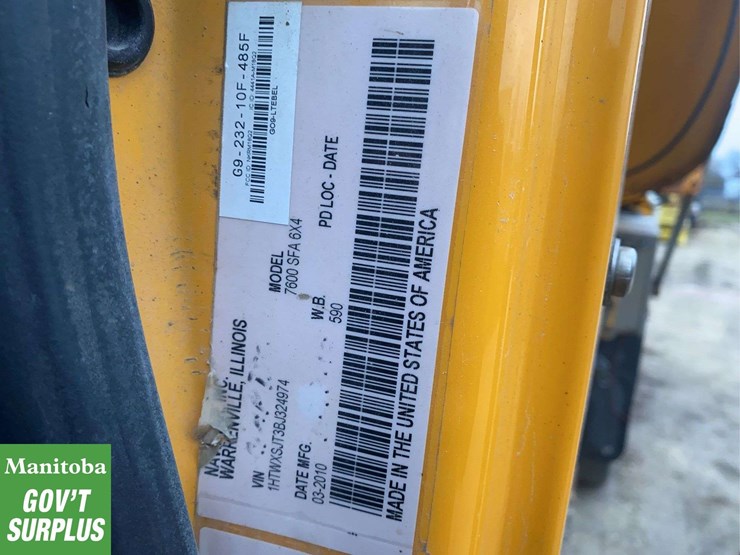 G9-232-10F-485F
GO9-LTEBEL
WARRENVILLE, ILLINOIS
VIN
1HTWXSJT3BJ324974
MODEL
7600 SFA 6X4
DATE MFG.
03-2010
W.B.
590
PD LOC - DATE
MADE IN THE UNITED STATES OF AMERICA
Manitoba
GOV'T
SURPLUS